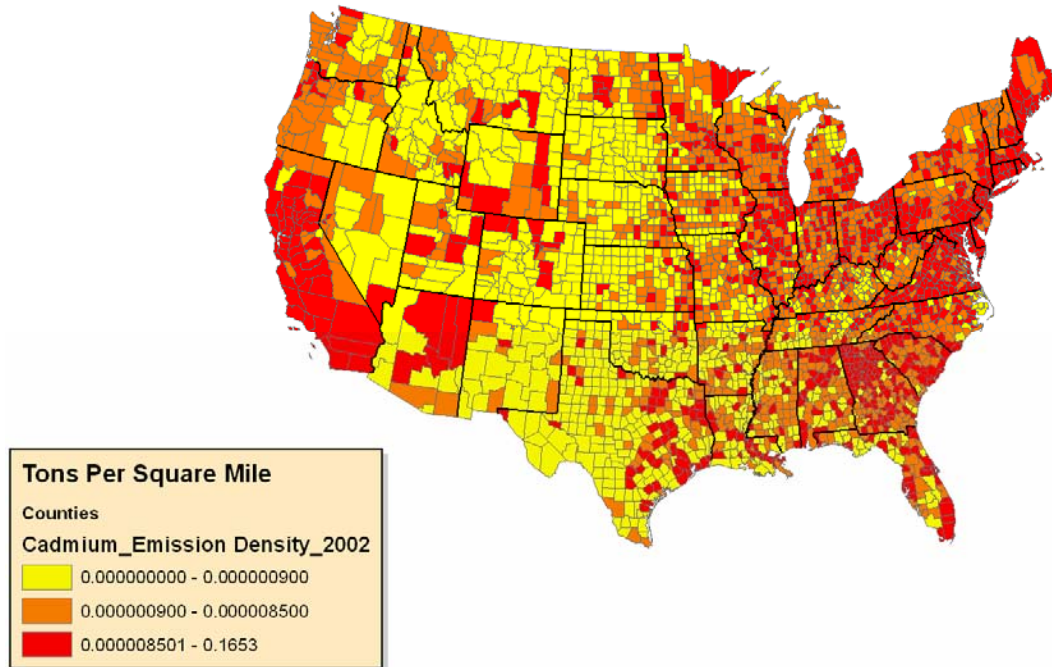 Tons Per Square Mile
Counties
Cadmium_Emission Density_2002
0.000000000 - 0.000000900
0.000000900 - 0.000008500
0.000008501 - 0.1653